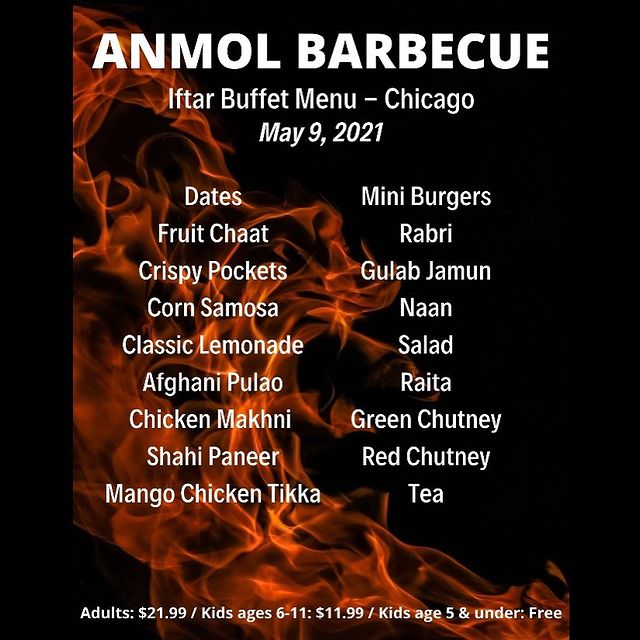 ANMOL BARBECUE
Iftar Buffet Menu – Chicago
May 9, 2021
Dates
Fruit Chaat
Crispy Pockets
Corn Samosa
Classic Lemonade
Afghani Pulao
Chicken Makhni
Shahi Paneer
Mango Chicken Tikka
Mini Burgers
Rabri
Gulab Jamun
Naan
Salad
Raita
Green Chutney
Red Chutney
Tea
Adults: $21.99 / Kids ages 6-11: $11.99 / Kids age 5 & under: Free